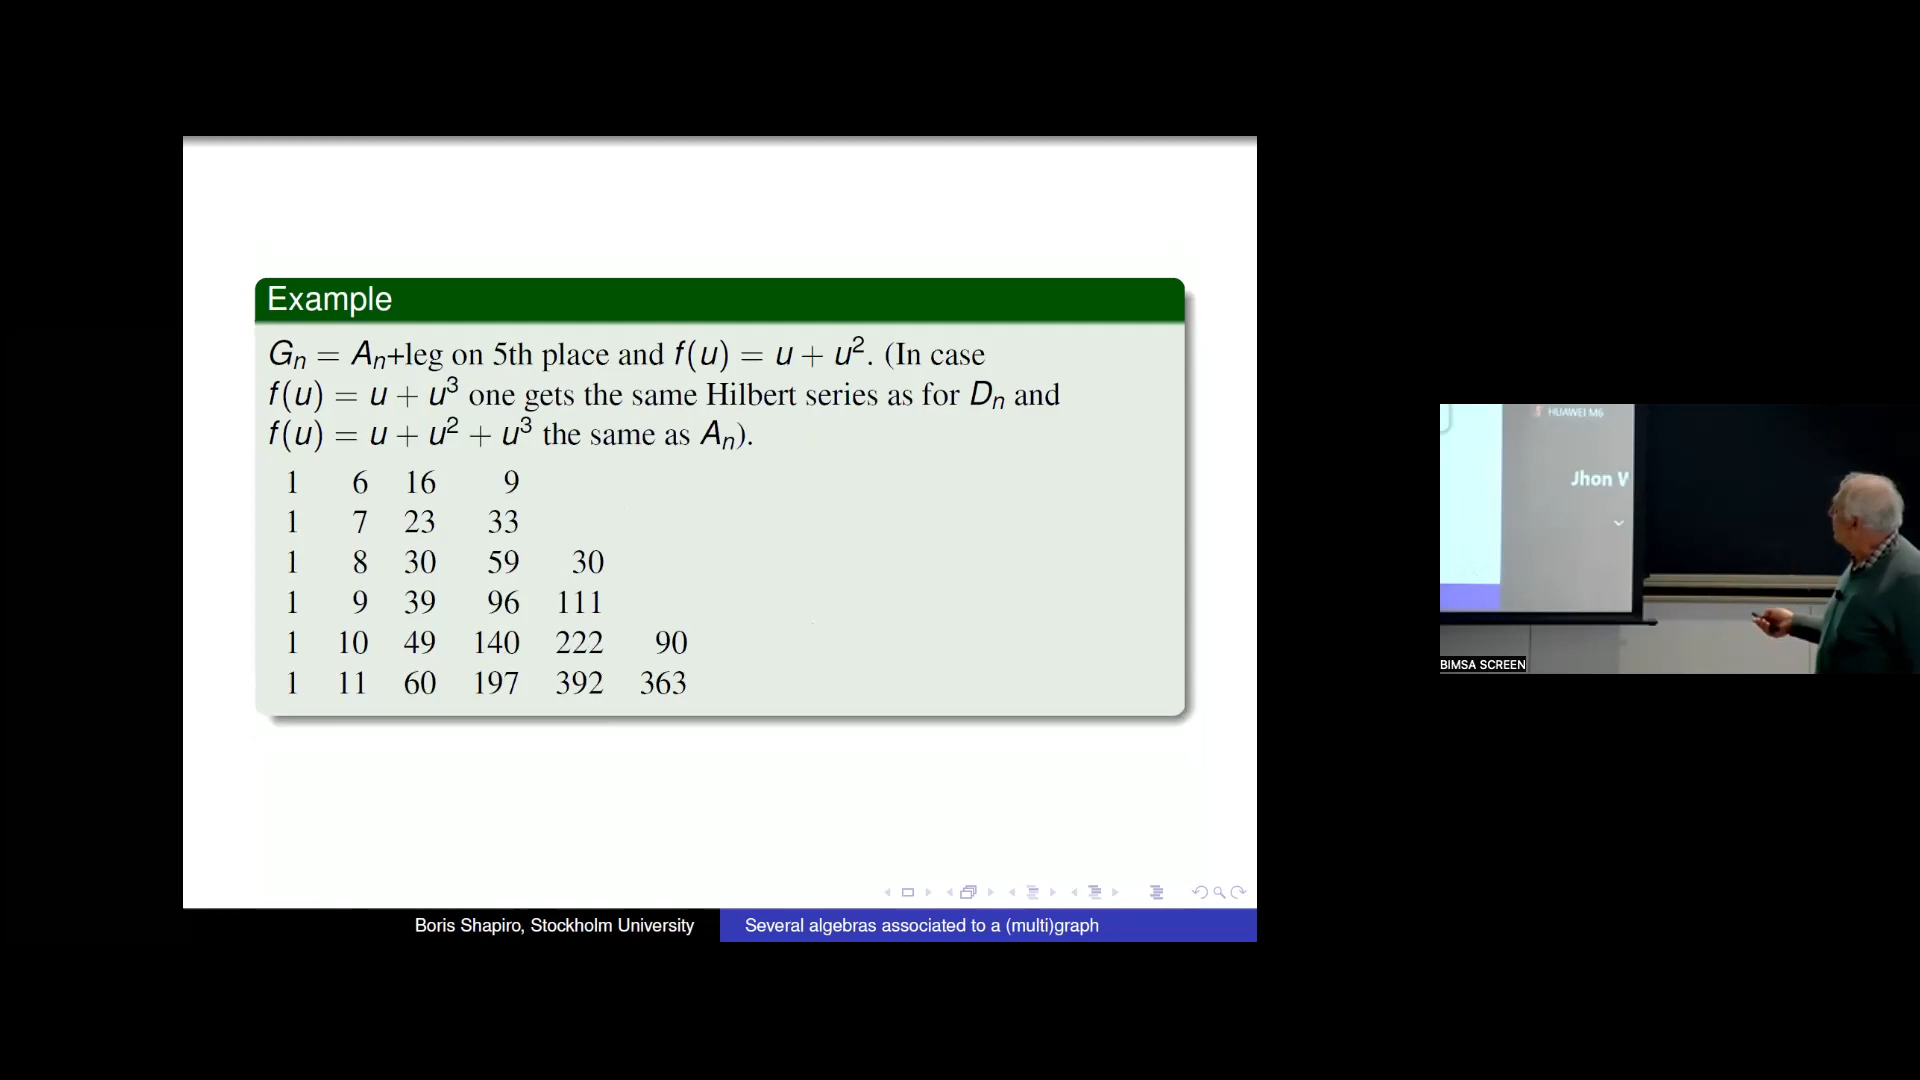 Example
Gₙ = Aₙ+leg on 5th place and f(u) = u + u². (In case
f(u) = u + u³ one gets the same Hilbert series as for Dₙ and
f(u) = u + u² + u³ the same as Aₙ).
1 6 16 9
1 7 23 33
1 8 30 59 30
1 9 39 96 111
1 10 49 140 222 90
1 11 60 197 392 363
Boris Shapiro, Stockholm University
Several algebras associated to a (multi)graph
HUAWEI M6
Jhon V
BIMSA SCREEN